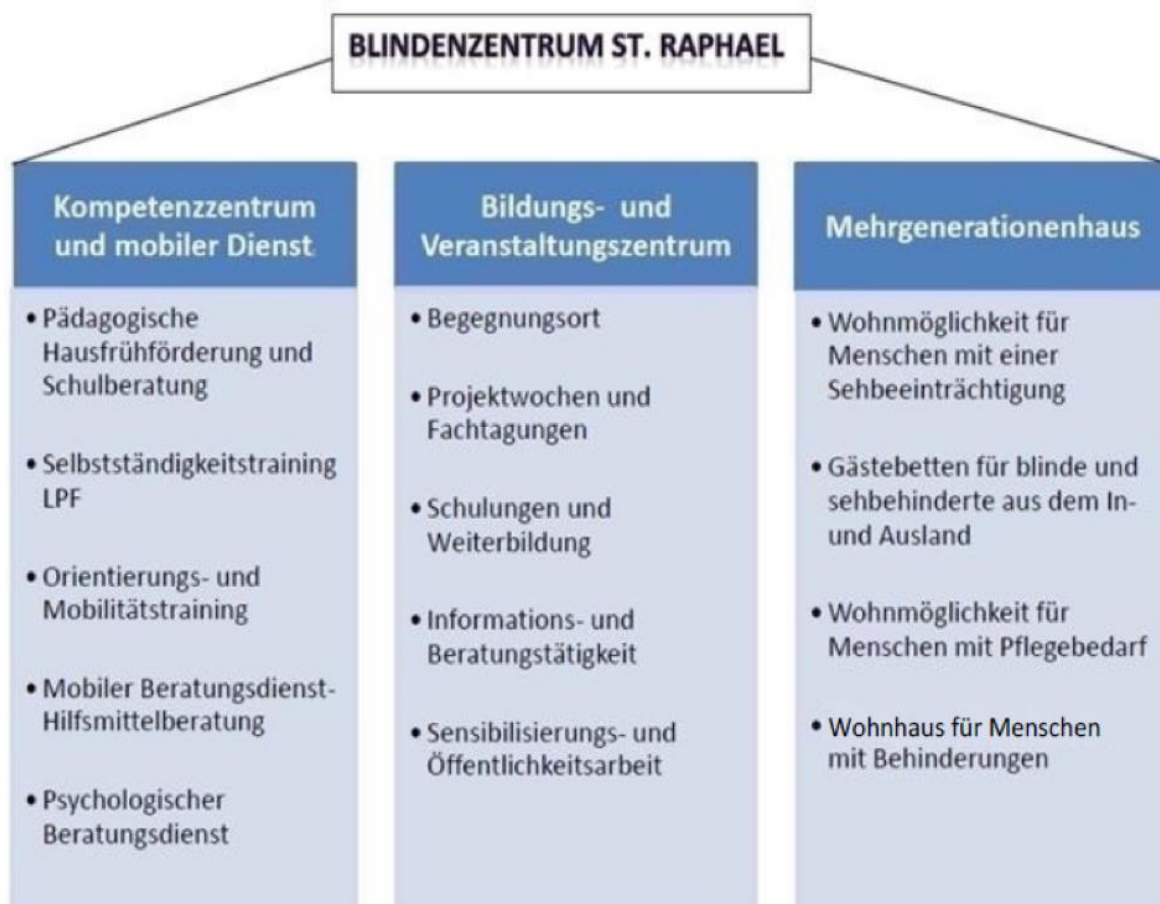 BLINDENZENTRUM ST. RAPHAEL
Kompetenzzentrum
und mobiler Dienst
• Pädagogische
Hausfrühförderung und
Schulberatung
• Selbstständigkeitstraining
LPF
• Orientierungs- und
Mobilitätstraining
• Mobiler Beratungsdienst-
Hilfsmittelberatung
• Psychologischer
Beratungsdienst
Bildungs- und
Veranstaltungszentrum
• Begegnungsort
• Projektwochen und
Fachtagungen
• Schulungen und
Weiterbildung
• Informations- und
Beratungstätigkeit
• Sensibilisierungs- und
Öffentlichkeitsarbeit
Mehrgenerationenhaus
• Wohnmöglichkeit für
Menschen mit einer
Sehbeeinträchtigung
• Gästebetten für blinde und
sehbehinderte aus dem In-
und Ausland
• Wohnmöglichkeit für
Menschen mit Pflegebedarf
• Wohnhaus für Menschen
mit Behinderungen